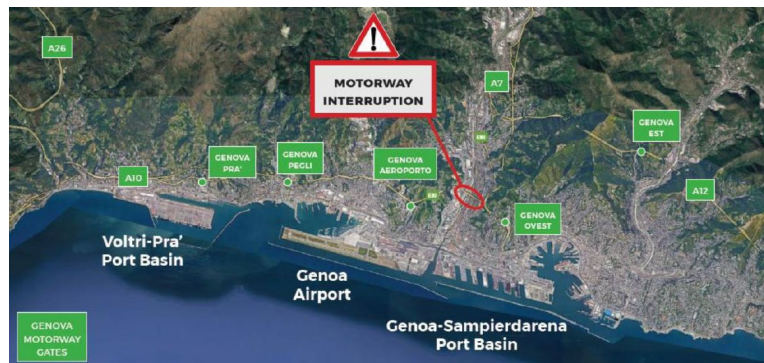 A26
MOTORWAY
INTERRUPTION
A7
GENOVA
EST
GENOVA
PRA'
GENOVA
PEGLI
GENOVA
AEROPORTO
A10
A12
GENOVA
OVEST
Voltri-Pra'
Port Basin
Genoa
Airport
Genoa-Sampierdarena
Port Basin
GENOVA
MOTORWAY
GATES